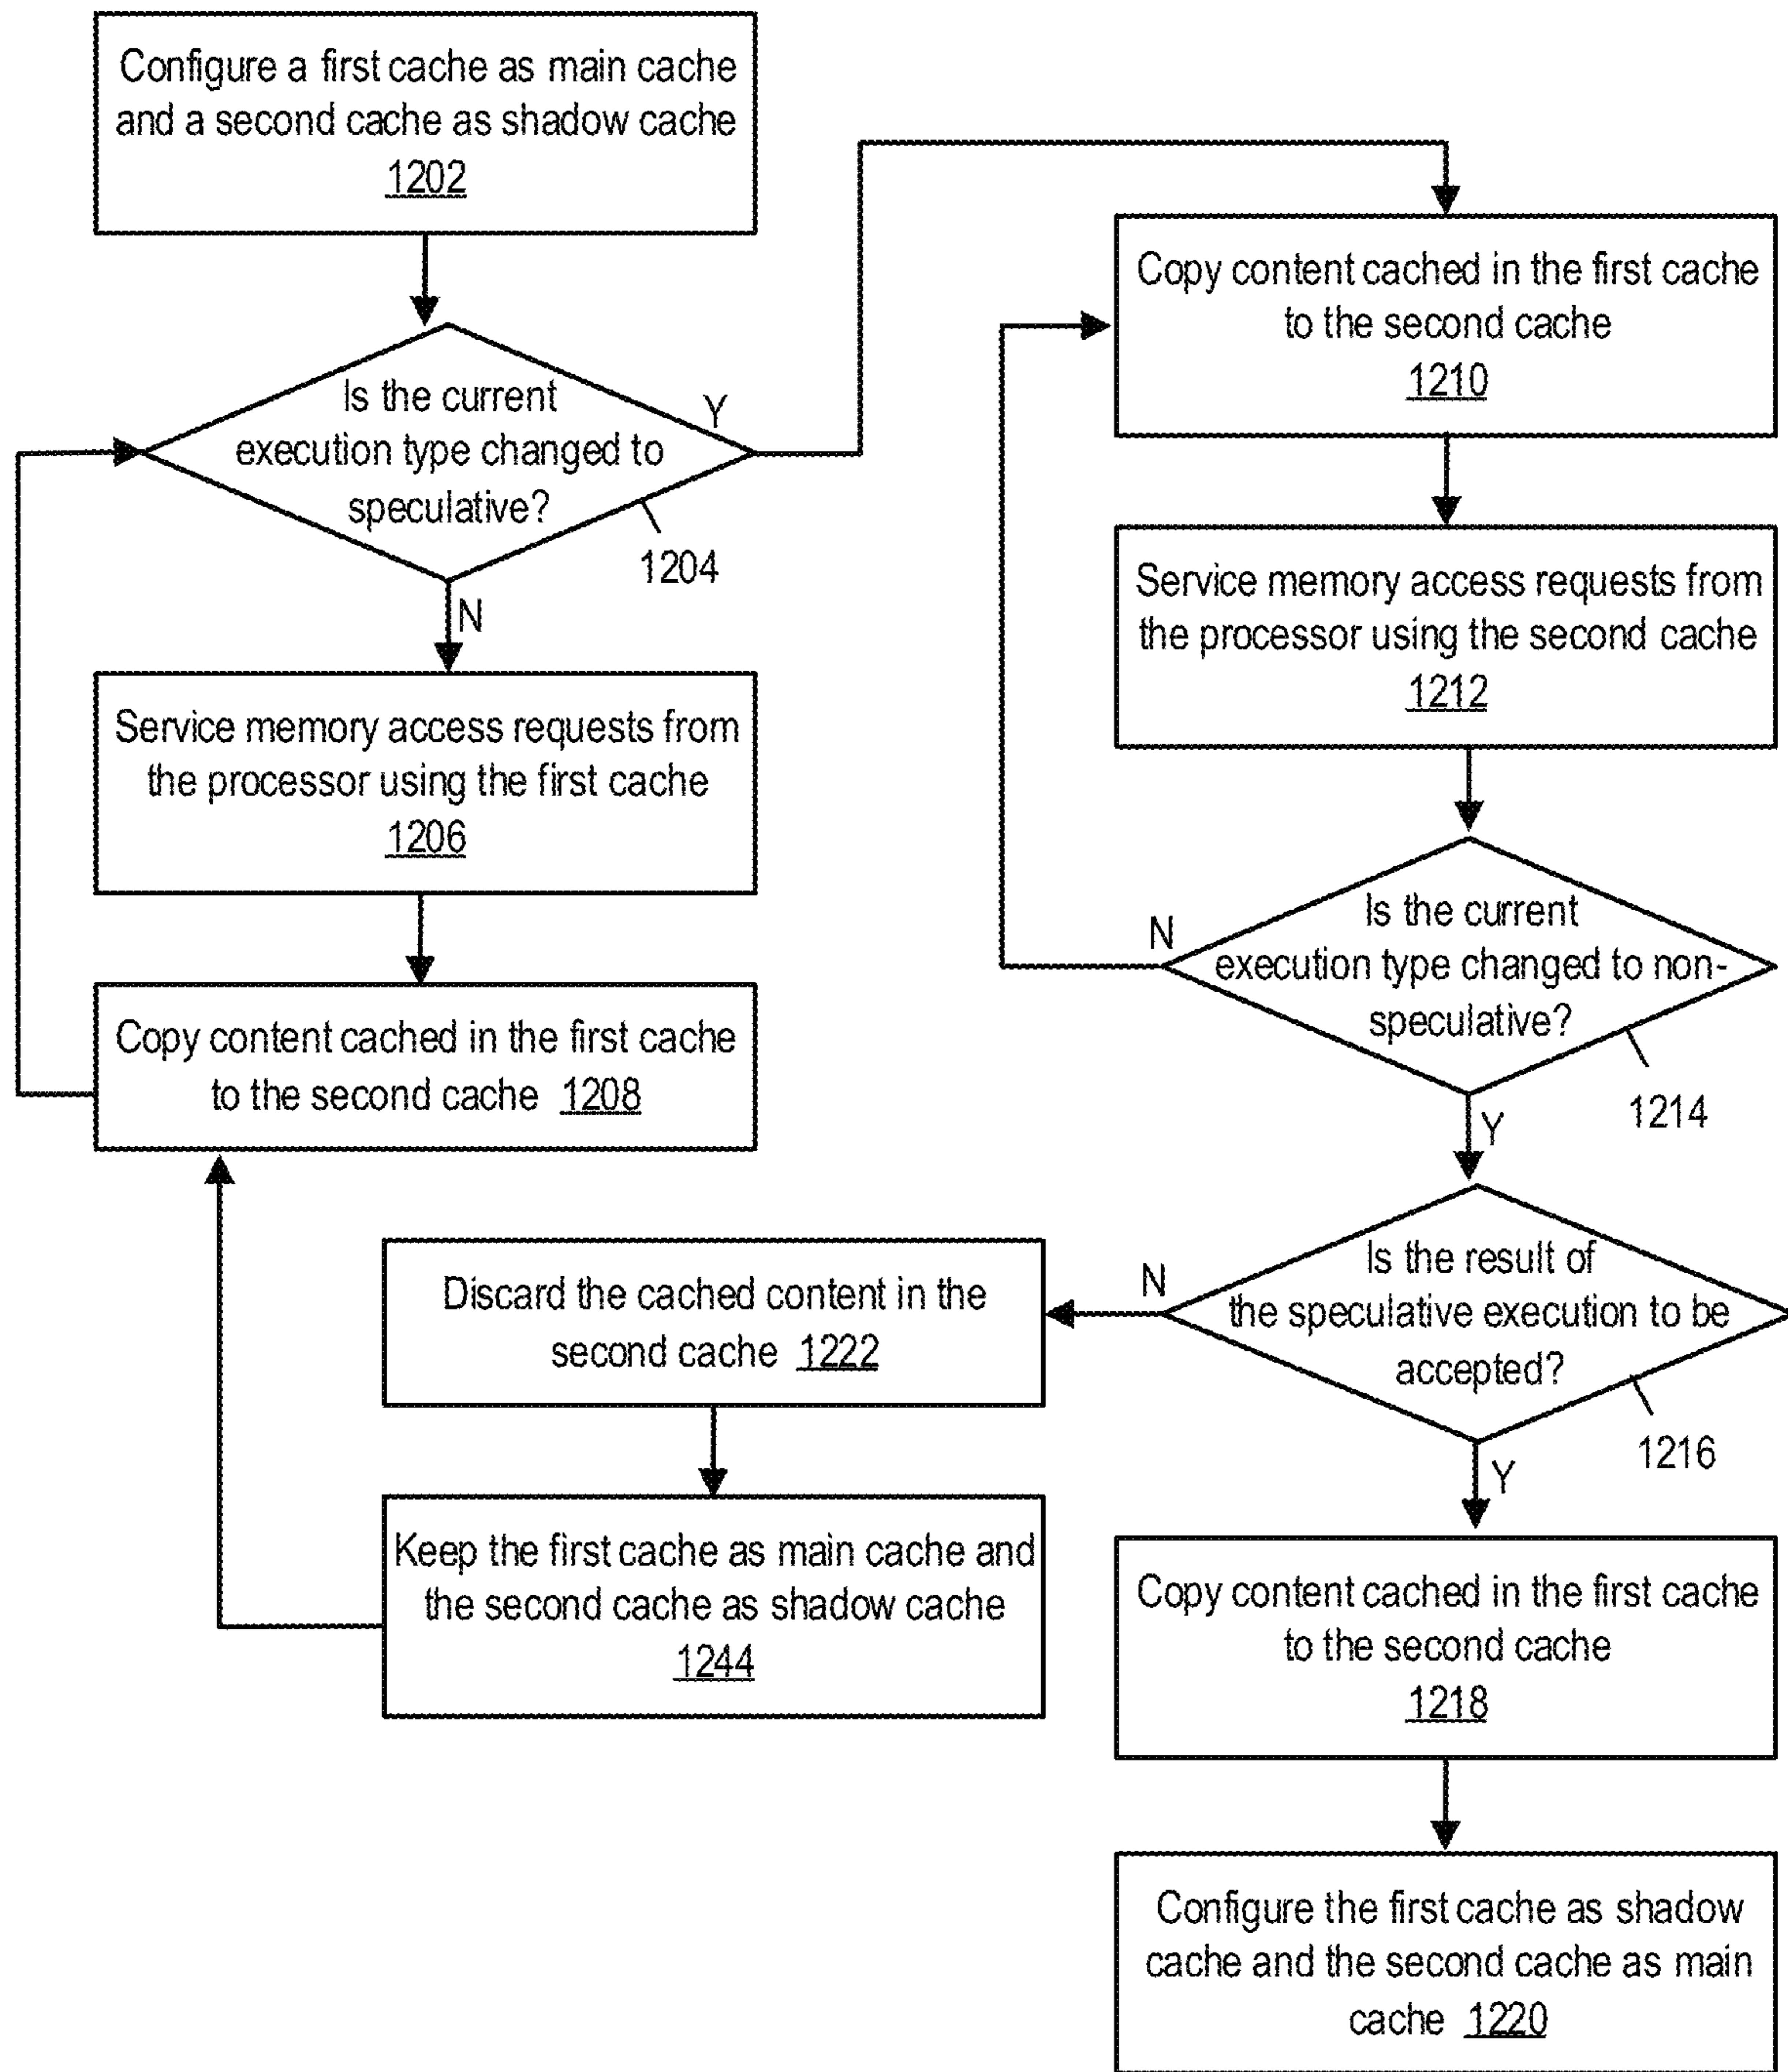 Configure a first cache as main cache
and a second cache as shadow cache
1202
Is the current
execution type changed to
speculative?
Y
1204
N
Service memory access requests from
the processor using the first cache
1206
Copy content cached in the first cache
to the second cache 1208
Copy content cached in the first cache
to the second cache
1210
Service memory access requests from
the processor using the second cache
1212
Is the current
execution type changed to non-
speculative?
N
1214
Y
Is the result of
the speculative execution to be
accepted?
N
1216
Y
Discard the cached content in the
second cache 1222
Keep the first cache as main cache and
the second cache as shadow cache
1244
Copy content cached in the first cache
to the second cache
1218
Configure the first cache as shadow
cache and the second cache as main
cache 1220